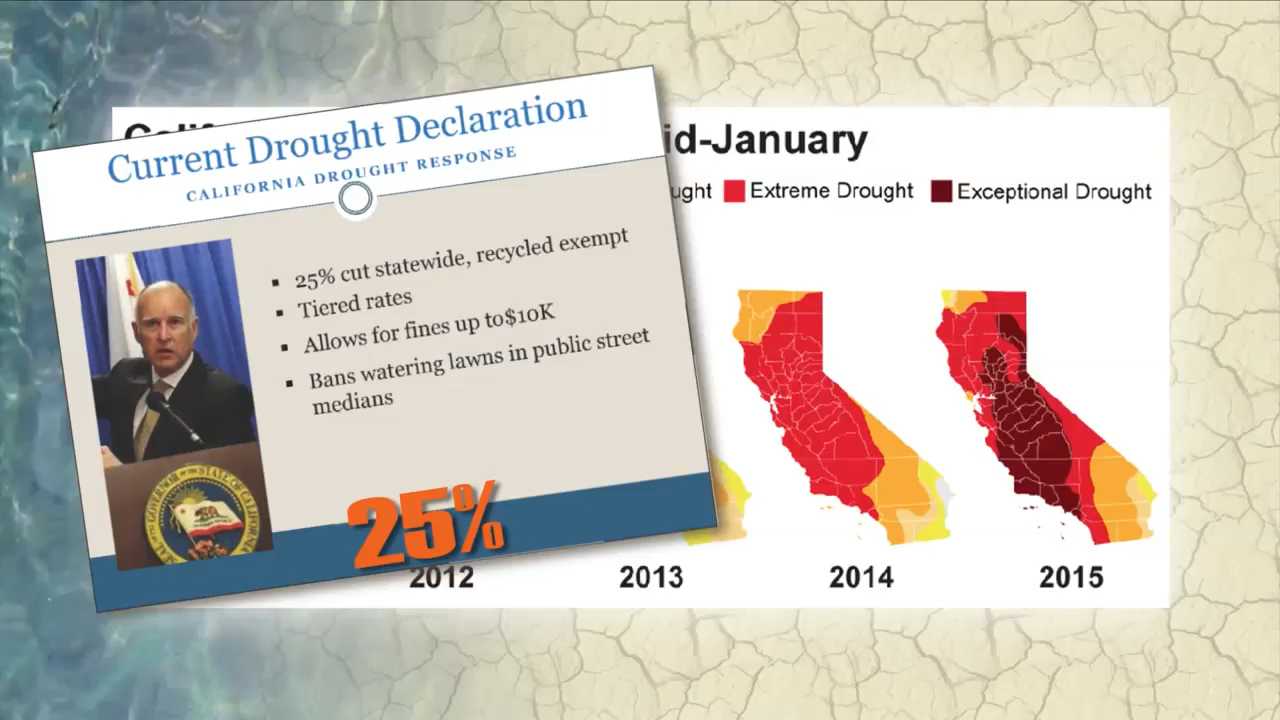 Current Drought Declaration
CALIFORNIA DROUGHT RESPONSE
▪ 25% cut statewide, recycled exempt
▪ Tiered rates
▪ Allows for fines up to$10K
▪ Bans watering lawns in public street
medians
25%
id-January
ught Extreme Drought Exceptional Drought
2012 2013 2014 2015